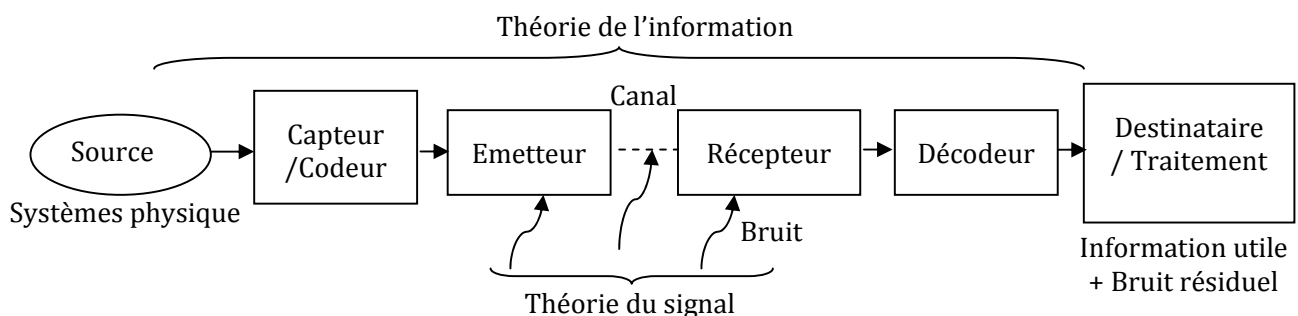 Théorie de l’information
Canal
Source
Capteur
/Codeur
Emetteur
Récepteur
Décodeur
Destinataire
/ Traitement
Systèmes physique
Bruit
Information utile
+ Bruit résiduel
Théorie du signal